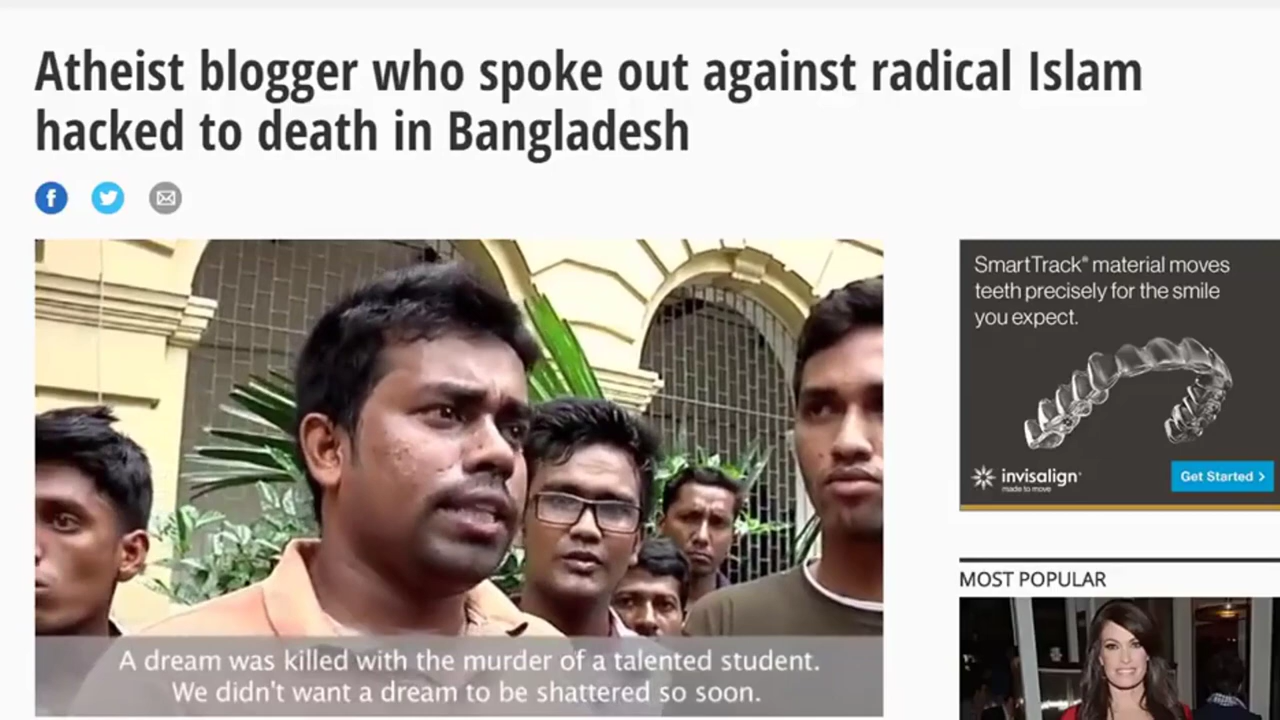 Atheist blogger who spoke out against radical Islam
hacked to death in Bangladesh
f
A dream was killed with the murder of a talented student.
We didn't want a dream to be shattered so soon.
SmartTrack® material moves
teeth precisely for the smile
you expect.
invisalign
made to move
Get Started >
MOST POPULAR